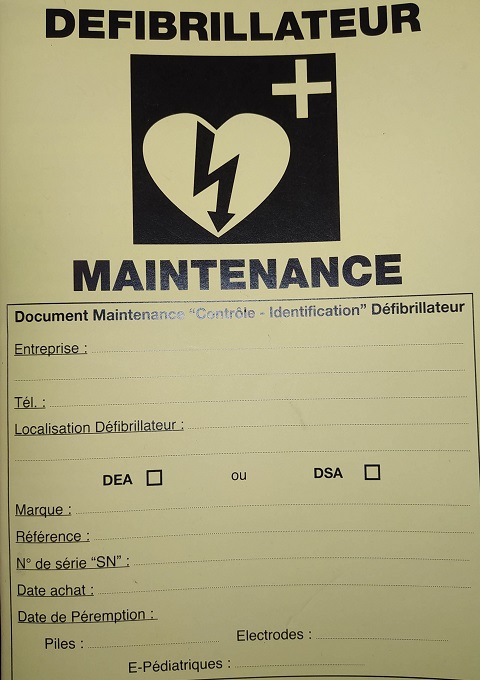 DEFIBRILLATEUR
MAINTENANCE
Document Maintenance "Contrôle - Identification" Défibrillateur
Entreprise :
Tél. :
Localisation Défibrillateur :
DEA ou DSA
Marque :
Référence :
N° de série "SN" :
Date achat :
Date de Péremption :
Piles : Electrodes :
E-Pédiatriques :